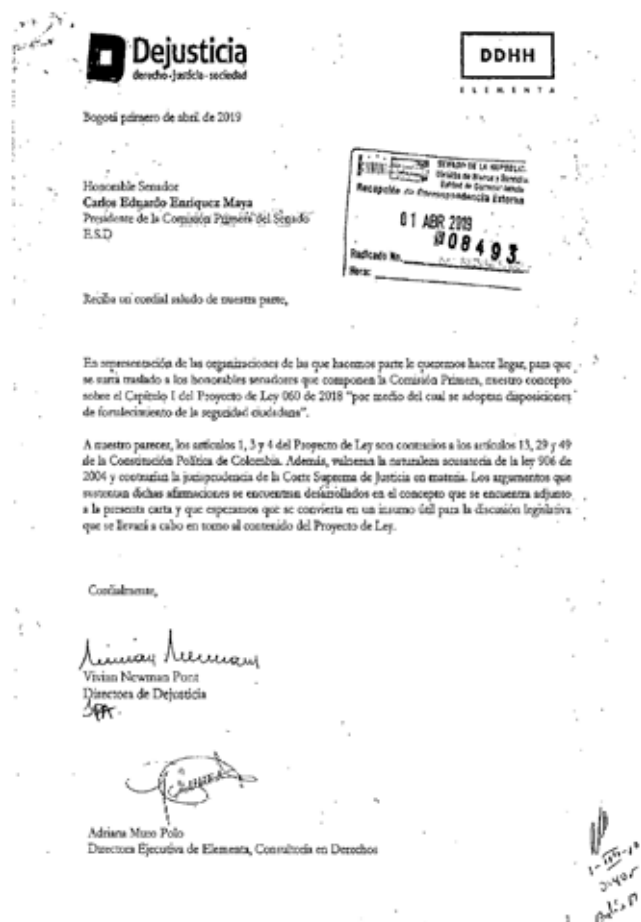 Dejusticia
derecho · justicia · sociedad
DDHH
ELEMENTA
Bogotá primero de abril de 2019
Honorable Senador
Carlos Eduardo Enríquez Maya
Presidente de la Comisión Primera del Senado
E.S.D
SENADO DE LA REPÚBLICA
Recepción de Correspondencia Externa
01 ABR 2019
08493
Radicado No.
Hora:
Reciba un cordial saludo de nuestra parte,
En representación de las organizaciones de las que hacemos parte le queremos hacer llegar, para que
se surta traslado a los honorables senadores que componen la Comisión Primera, nuestro concepto
sobre el Capítulo I del Proyecto de Ley 060 de 2018 “por medio del cual se adoptan disposiciones
de fortalecimiento de la seguridad ciudadana”.
A nuestro parecer, los artículos 1, 3 y 4 del Proyecto de Ley son contrarios a los artículos 13, 29 y 49
de la Constitución Política de Colombia. Además, vulneran la naturaleza acusatoria de la ley 906 de
2004 y contrarían la jurisprudencia de la Corte Suprema de Justicia en materia. Los argumentos que
sustentan dichas afirmaciones se encuentran desarrollados en el concepto que se encuentra adjunto
a la presente carta y que esperamos que se convierta en un insumo útil para la discusión legislativa
que se llevará a cabo en torno al contenido del Proyecto de Ley.
Cordialmente,
Vivian Newman Pont
Directora de Dejusticia
Adriana Muro Polo
Directora Ejecutiva de Elementa, Consultoría en Derechos